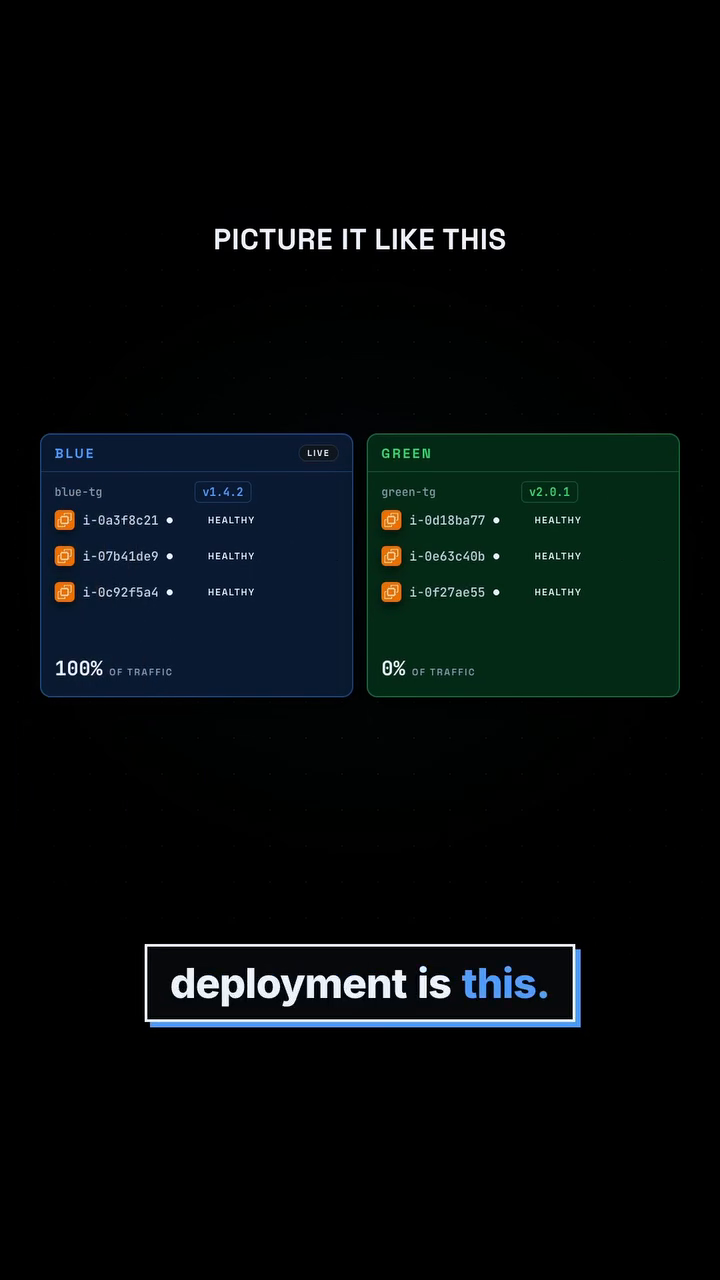 PICTURE IT LIKE THIS
BLUE
LIVE
blue-tg
v1.4.2
i-0a3f8c21
HEALTHY
i-07b41de9
HEALTHY
i-0c92f5a4
HEALTHY
100% OF TRAFFIC
GREEN
green-tg
v2.0.1
i-0d18ba77
HEALTHY
i-0e63c40b
HEALTHY
i-0f27ae55
HEALTHY
0% OF TRAFFIC
deployment is this.